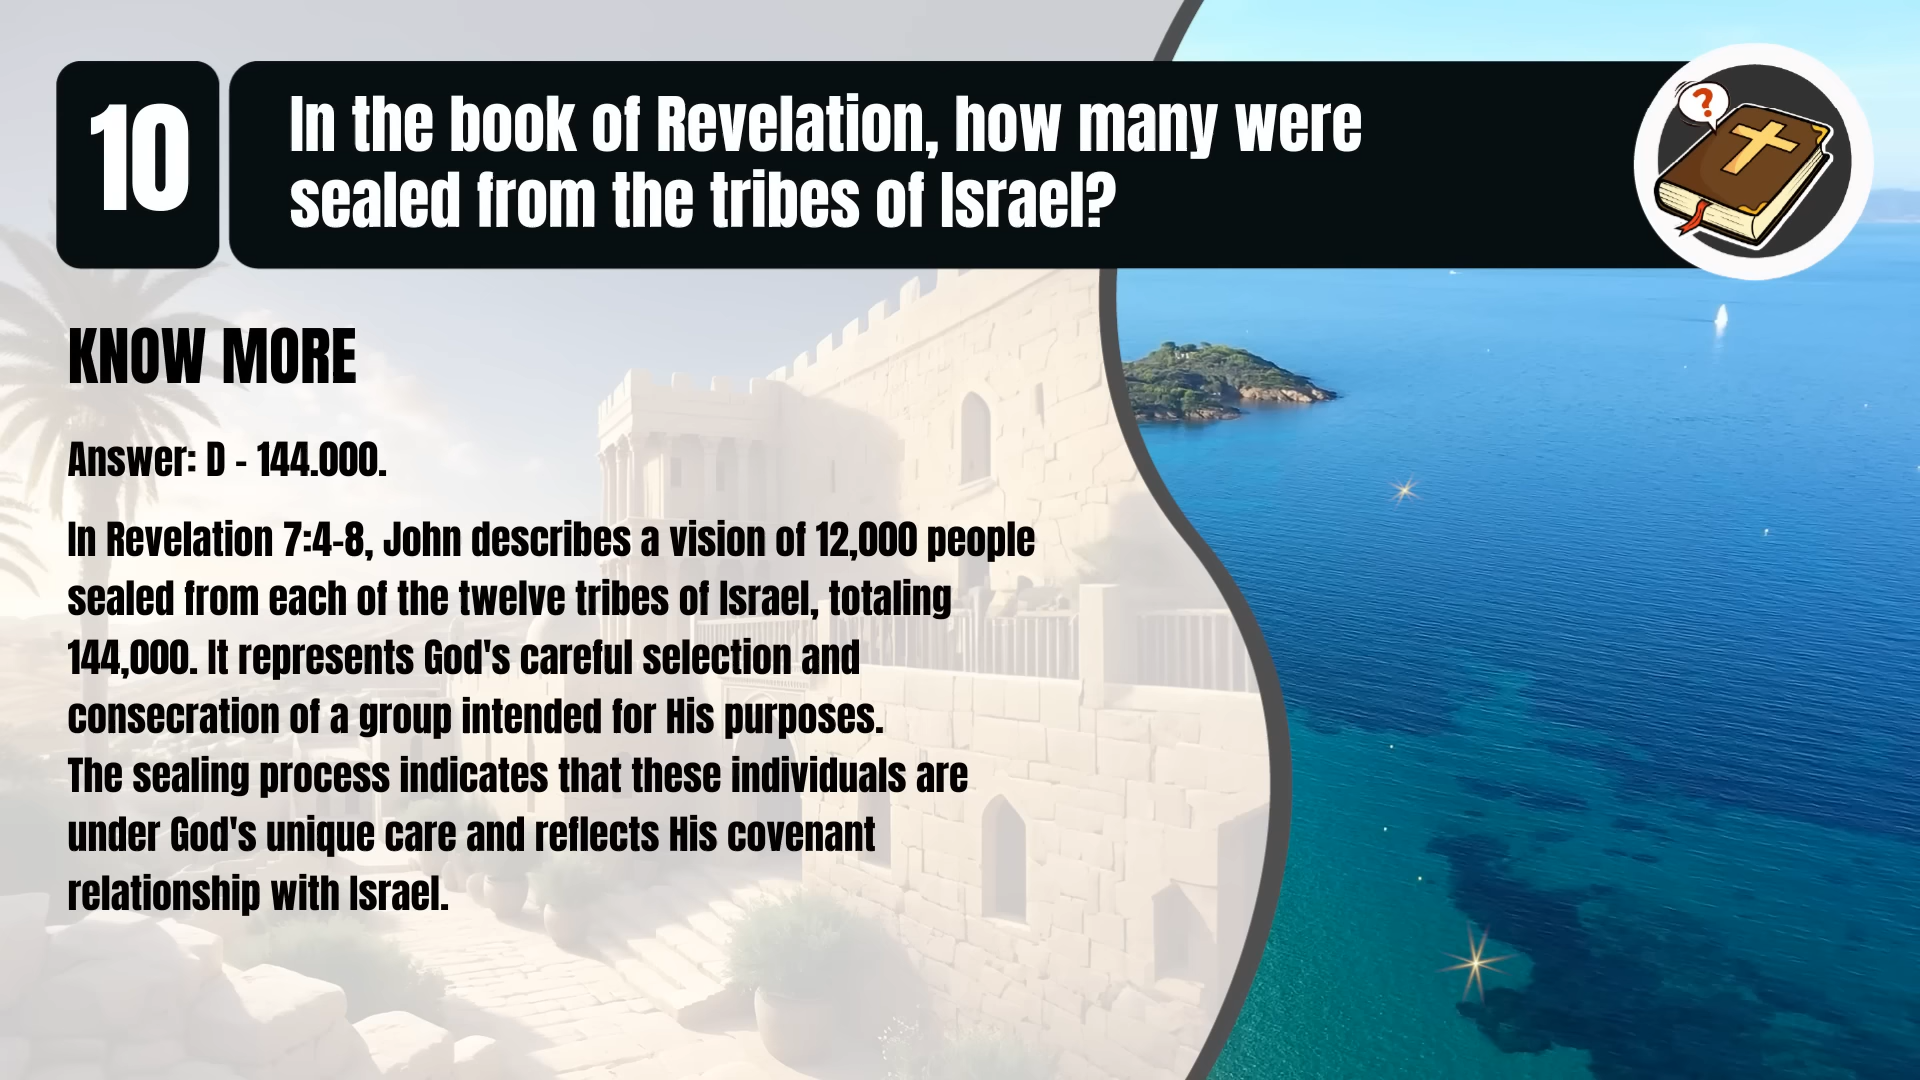 10
In the book of Revelation, how many were
sealed from the tribes of Israel?
?
KNOW MORE
Answer: D - 144.000.
In Revelation 7:4-8, John describes a vision of 12,000 people
sealed from each of the twelve tribes of Israel, totaling
144,000. It represents God's careful selection and
consecration of a group intended for His purposes.
The sealing process indicates that these individuals are
under God's unique care and reflects His covenant
relationship with Israel.